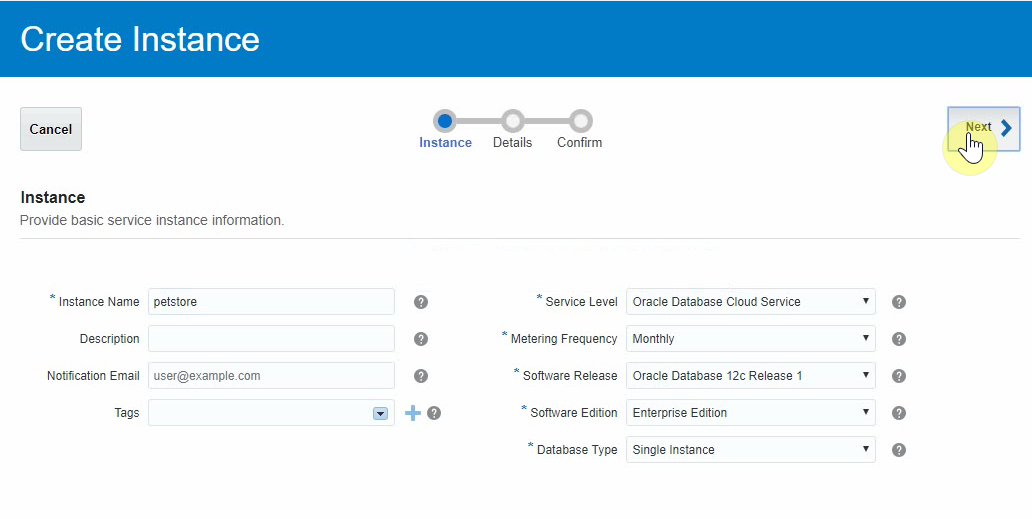 Create Instance
Cancel
Instance
Details
Confirm
Next
Instance
Provide basic service instance information.
* Instance Name petstore ?
Description ?
Notification Email user@example.com ?
Tags ?
* Service Level Oracle Database Cloud Service ?
* Metering Frequency Monthly ?
* Software Release Oracle Database 12c Release 1 ?
* Software Edition Enterprise Edition ?
* Database Type Single Instance ?